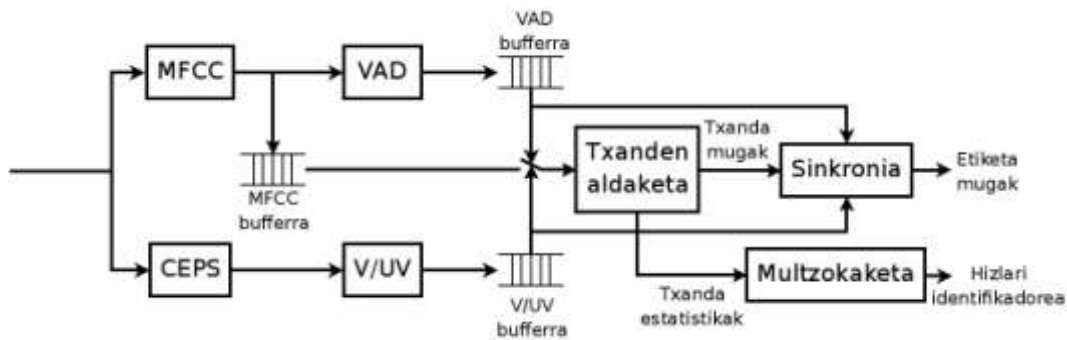 VAD
bufferra
MFCC
VAD
Txanda
mugak
Txanden
aldaketa
Sinkronia
Etiketa
mugak
MFCC
bufferra
CEPS
V/UV
V/UV
bufferra
Txanda
estatistikak
Multzokaketa
Hizlari
identifikadorea